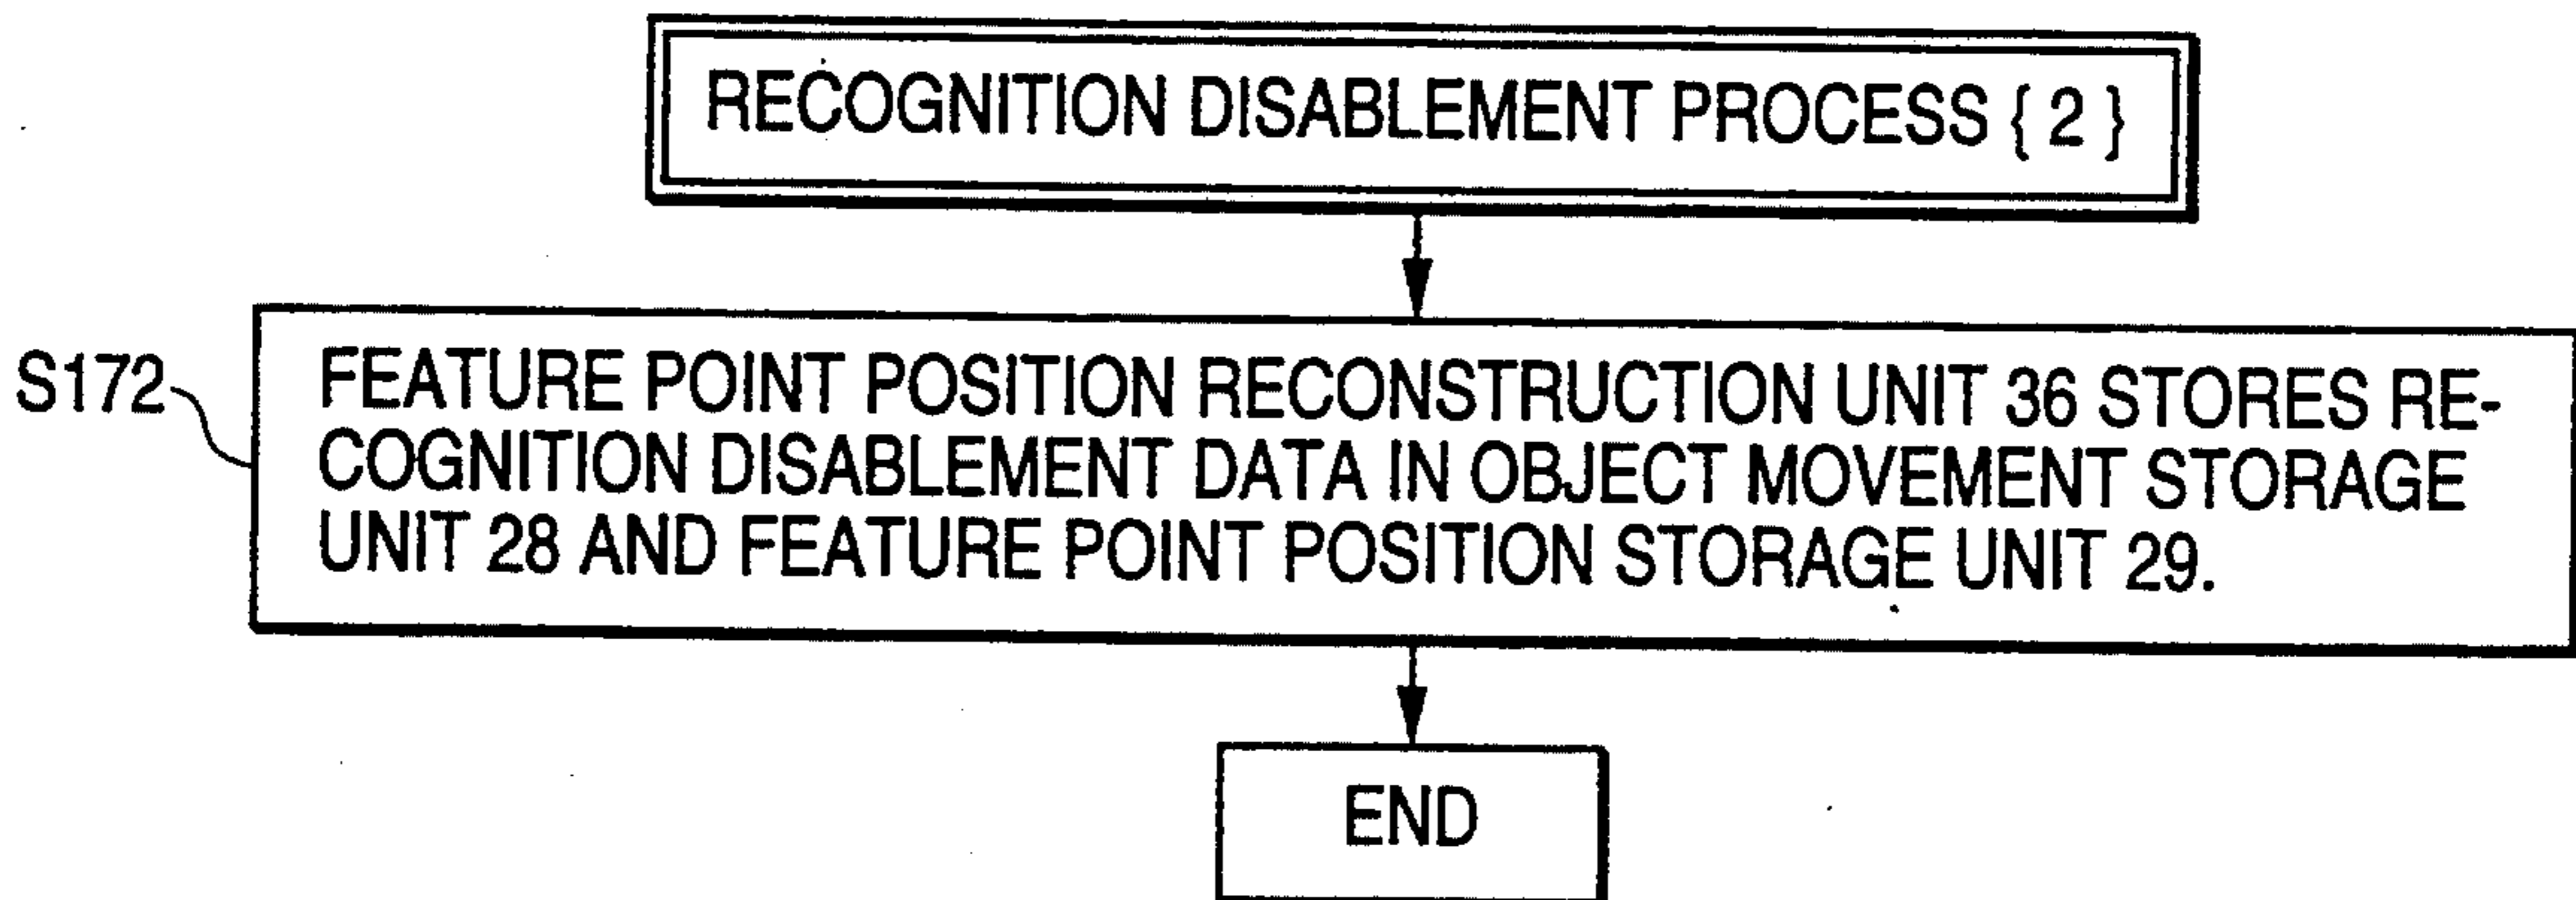 RECOGNITION DISABLEMENT PROCESS { 2 }
S172
FEATURE POINT POSITION RECONSTRUCTION UNIT 36 STORES RE-
COGNITION DISABLEMENT DATA IN OBJECT MOVEMENT STORAGE
UNIT 28 AND FEATURE POINT POSITION STORAGE UNIT 29.
END